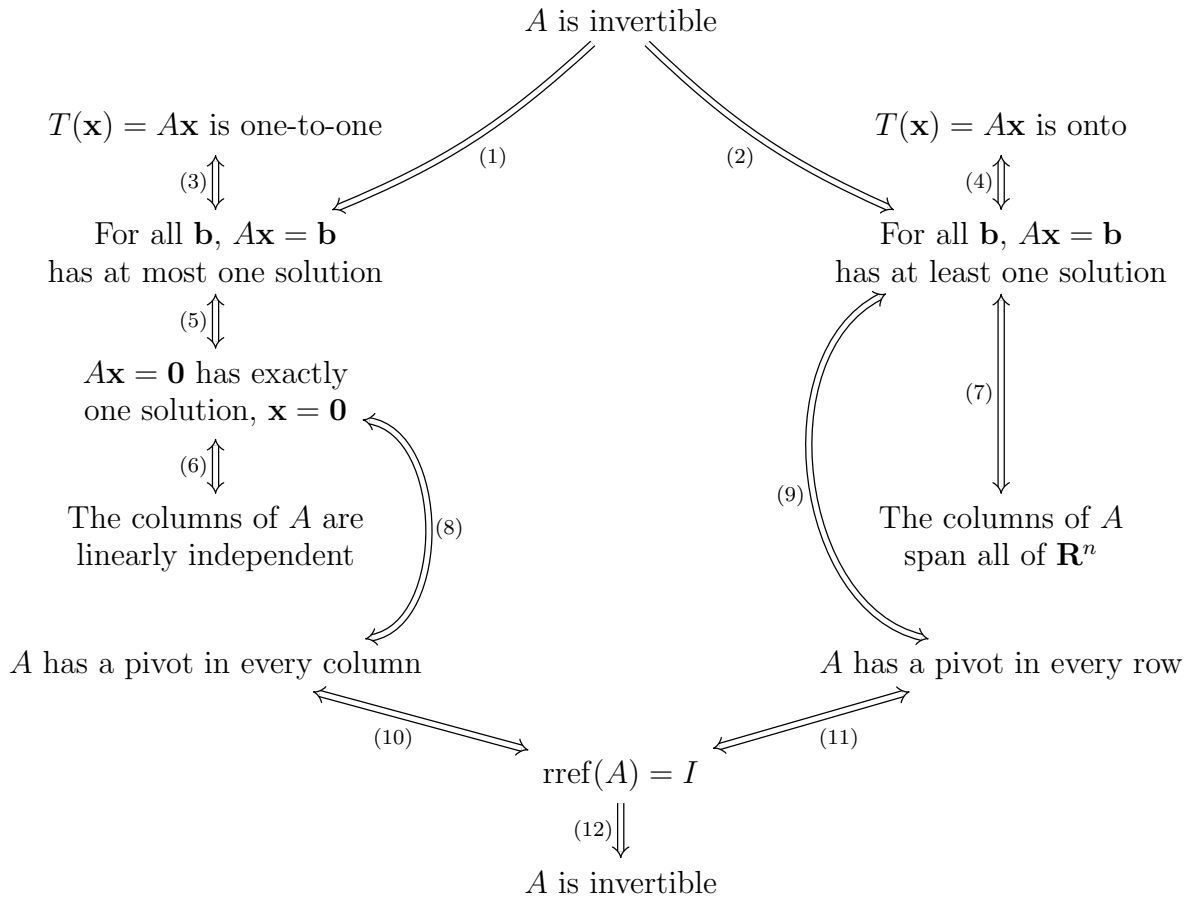 A is invertible
T(x) = Ax is one-to-one
T(x) = Ax is onto
(1)
(2)
(3)
(4)
For all b, Ax = b
has at most one solution
For all b, Ax = b
has at least one solution
(5)
Ax = 0 has exactly
one solution, x = 0
(7)
(6)
(9)
The columns of A are
linearly independent
(8)
The columns of A
span all of Rⁿ
A has a pivot in every column
A has a pivot in every row
(10)
(11)
rref(A) = I
(12)
A is invertible